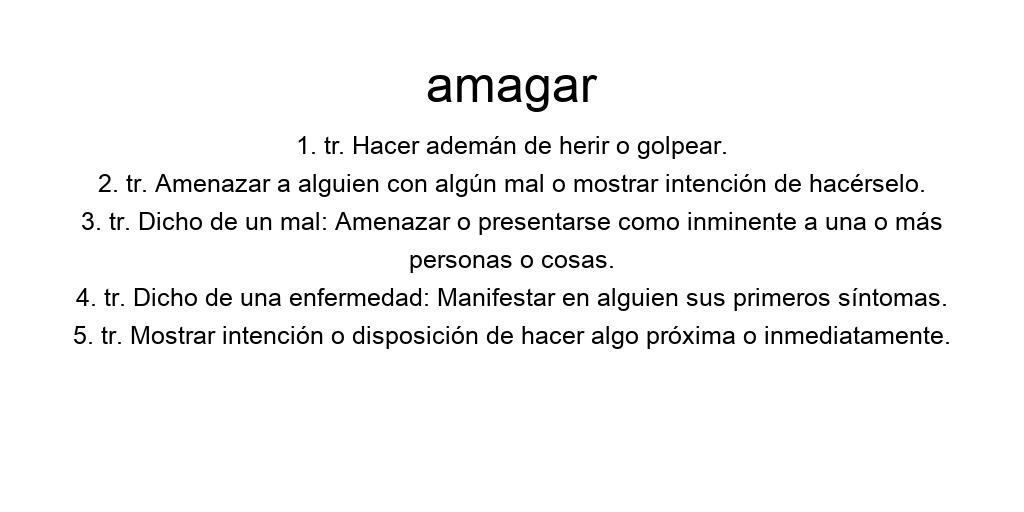 amagar
1. tr. Hacer ademán de herir o golpear.
2. tr. Amenazar a alguien con algún mal o mostrar intención de hacérselo.
3. tr. Dicho de un mal: Amenazar o presentarse como inminente a una o más
personas o cosas.
4. tr. Dicho de una enfermedad: Manifestar en alguien sus primeros síntomas.
5. tr. Mostrar intención o disposición de hacer algo próxima o inmediatamente.